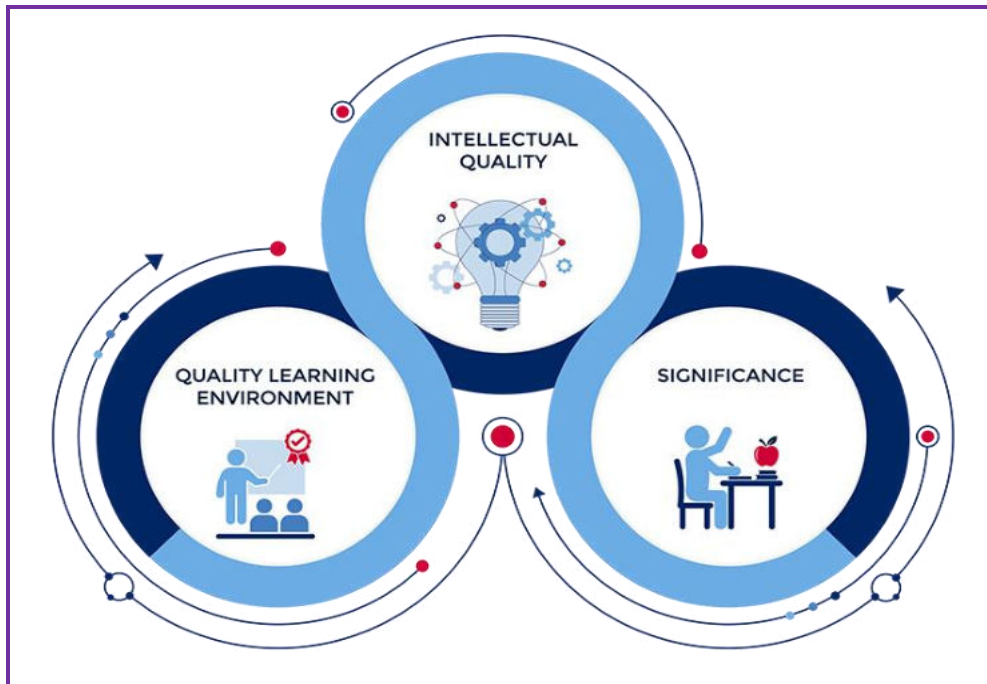 INTELLECTUAL
QUALITY
QUALITY LEARNING
ENVIRONMENT
SIGNIFICANCE